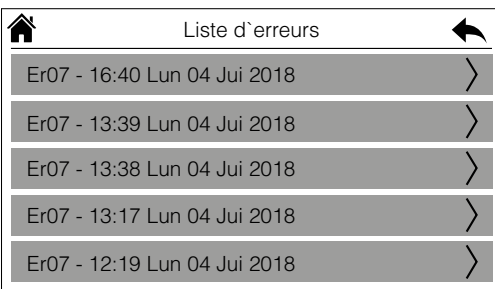 Liste d`erreurs
Er07 - 16:40 Lun 04 Jui 2018
Er07 - 13:39 Lun 04 Jui 2018
Er07 - 13:38 Lun 04 Jui 2018
Er07 - 13:17 Lun 04 Jui 2018
Er07 - 12:19 Lun 04 Jui 2018